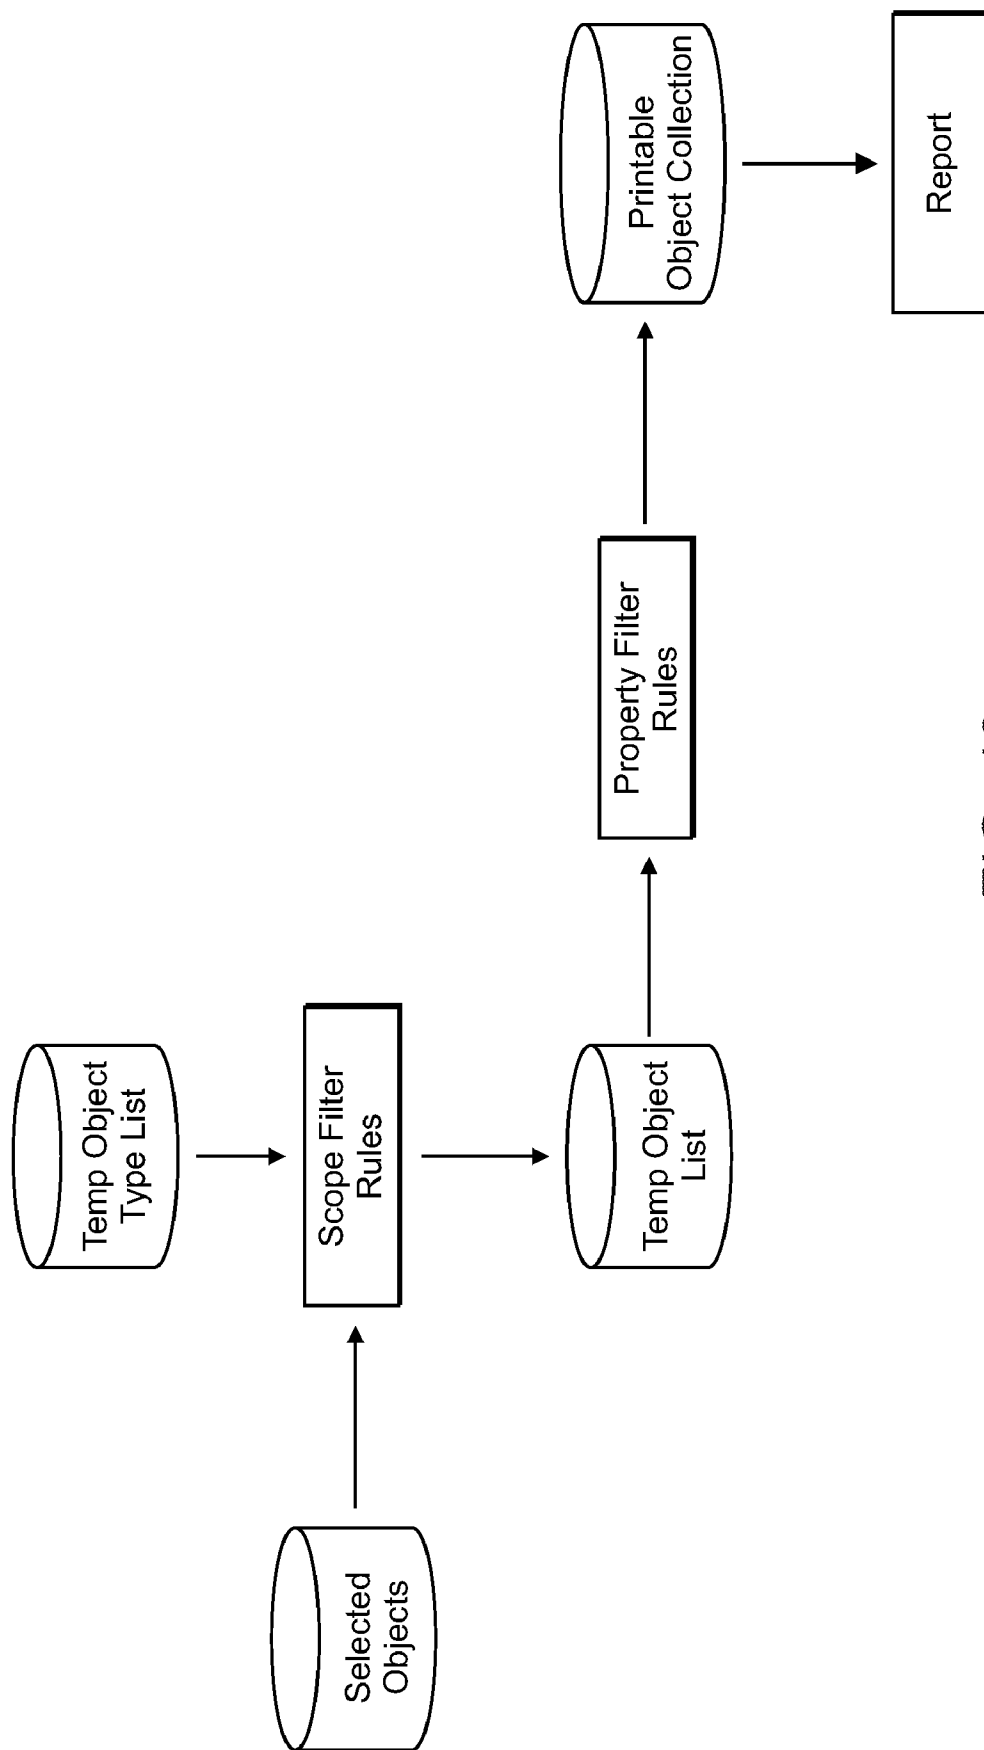 Temp Object
Type List
Selected
Objects
Scope Filter
Rules
Temp Object
List
Property Filter
Rules
Printable
Object Collection
Report